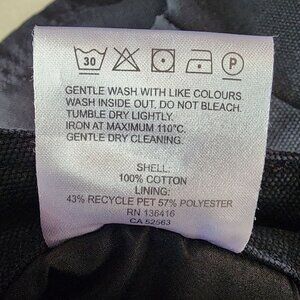 30 P
GENTLE WASH WITH LIKE COLOURS.
WASH INSIDE OUT. DO NOT BLEACH.
TUMBLE DRY LIGHTLY.
IRON AT MAXIMUM 110°C.
GENTLE DRY CLEANING.
SHELL:
100% COTTON
LINING:
43% RECYCLE PET 57% POLYESTER
RN 136416
CA 52563